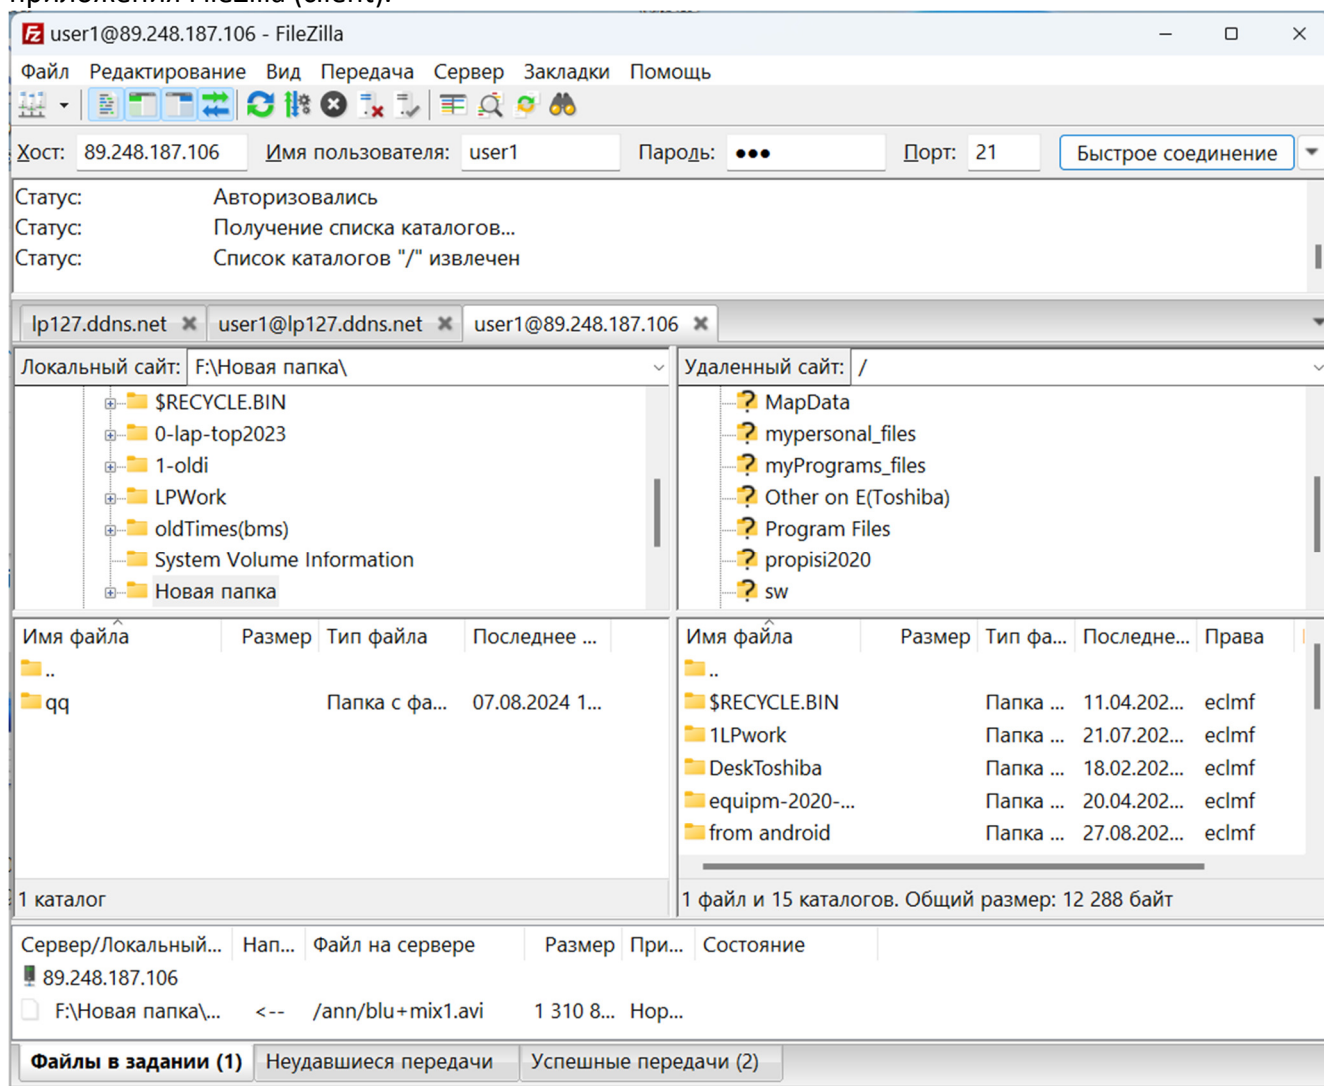 приложения FileZilla (client).
user1@89.248.187.106 - FileZilla
Файл Редактирование Вид Передача Сервер Закладки Помощь
Хост: 89.248.187.106 Имя пользователя: user1 Пароль: ●●● Порт: 21 Быстрое соединение
Статус: Авторизовались
Статус: Получение списка каталогов...
Статус: Список каталогов "/" извлечен
lp127.ddns.net user1@lp127.ddns.net user1@89.248.187.106
Локальный сайт: F:\Новая папка\ Удаленный сайт: /
$RECYCLE.BIN MapData
0-lap-top2023 mypersonal_files
1-oldi myPrograms_files
LPWork Other on E(Toshiba)
oldTimes(bms) Program Files
System Volume Information propisi2020
Новая папка sw
Имя файла Размер Тип файла Последнее ... Имя файла Размер Тип фа... Последне... Права
.. ..
qq Папка с фа... 07.08.2024 1... $RECYCLE.BIN Папка ... 11.04.202... eclmf
1LPwork Папка ... 21.07.202... eclmf
DeskToshiba Папка ... 18.02.202... eclmf
equipm-2020-... Папка ... 20.04.202... eclmf
from android Папка ... 27.08.202... eclmf
1 каталог 1 файл и 15 каталогов. Общий размер: 12 288 байт
Сервер/Локальный... Нап... Файл на сервере Размер При... Состояние
89.248.187.106
F:\Новая папка\... <-- /ann/blu+mix1.avi 1 310 8... Нор...
Файлы в задании (1) Неудавшиеся передачи Успешные передачи (2)